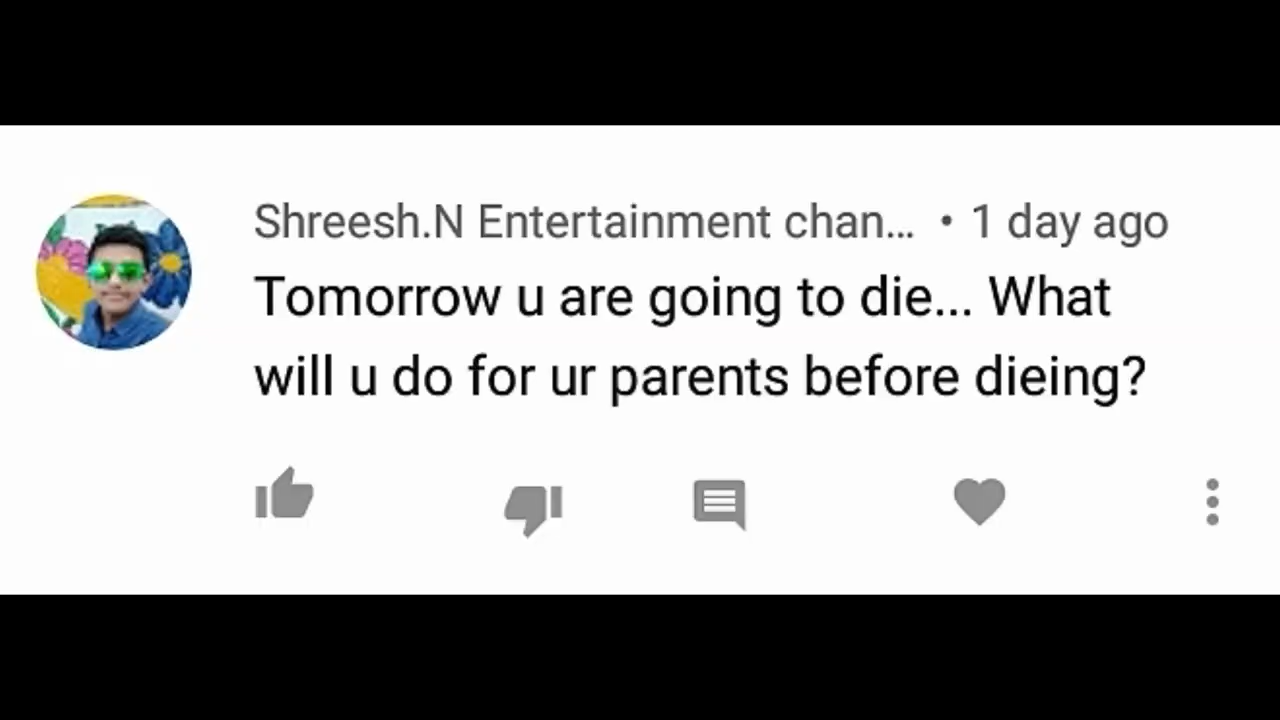 Shreesh.N Entertainment chan... • 1 day ago
Tomorrow u are going to die... What
will u do for ur parents before dieing?